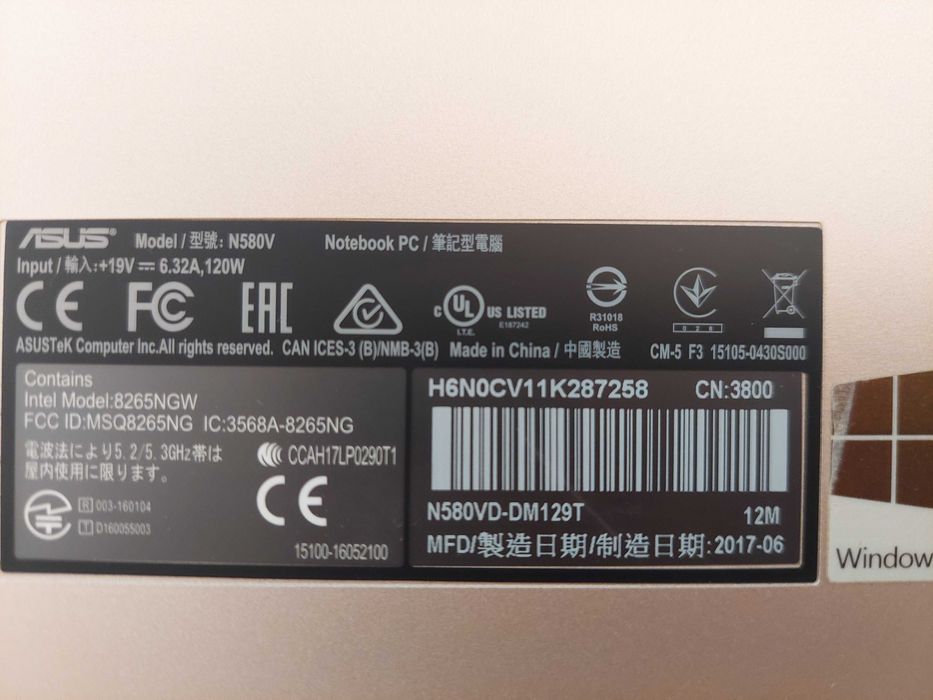 ASUS® Model / 型號: N580V Notebook PC / 筆記型電腦
Input / 輸入:+19V⎓ 6.32A,120W
CE FC EAC c UL US LISTED
I.T.E. E187242
R31018
RoHS
028
ASUSTeK Computer Inc.All rights reserved. CAN ICES-3 (B)/NMB-3(B) Made in China / 中國製造 CM-5 F3 15105-0430S000
Contains
Intel Model:8265NGW
FCC ID:MSQ8265NG IC:3568A-8265NG
電波法により5.2/5.3GHz帯は
屋内使用に限ります。
CCAH17LP0290T1
CE
R 003-160104
T D160055003
15100-16052100
H6N0CV11K287258 CN:3800
N580VD-DM129T 12M
MFD/製造日期/制造日期:2017-06
Window